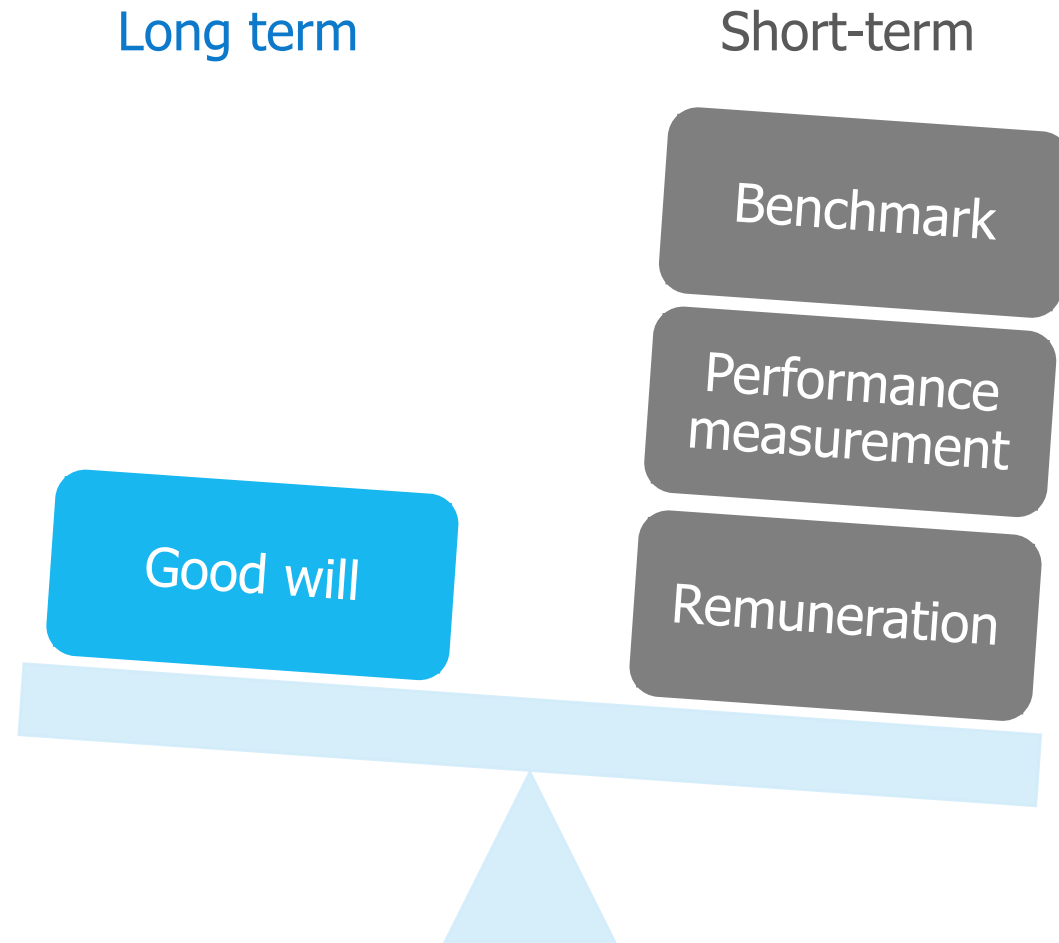 Long term
Short-term
Benchmark
Performance
measurement
Good will
Remuneration